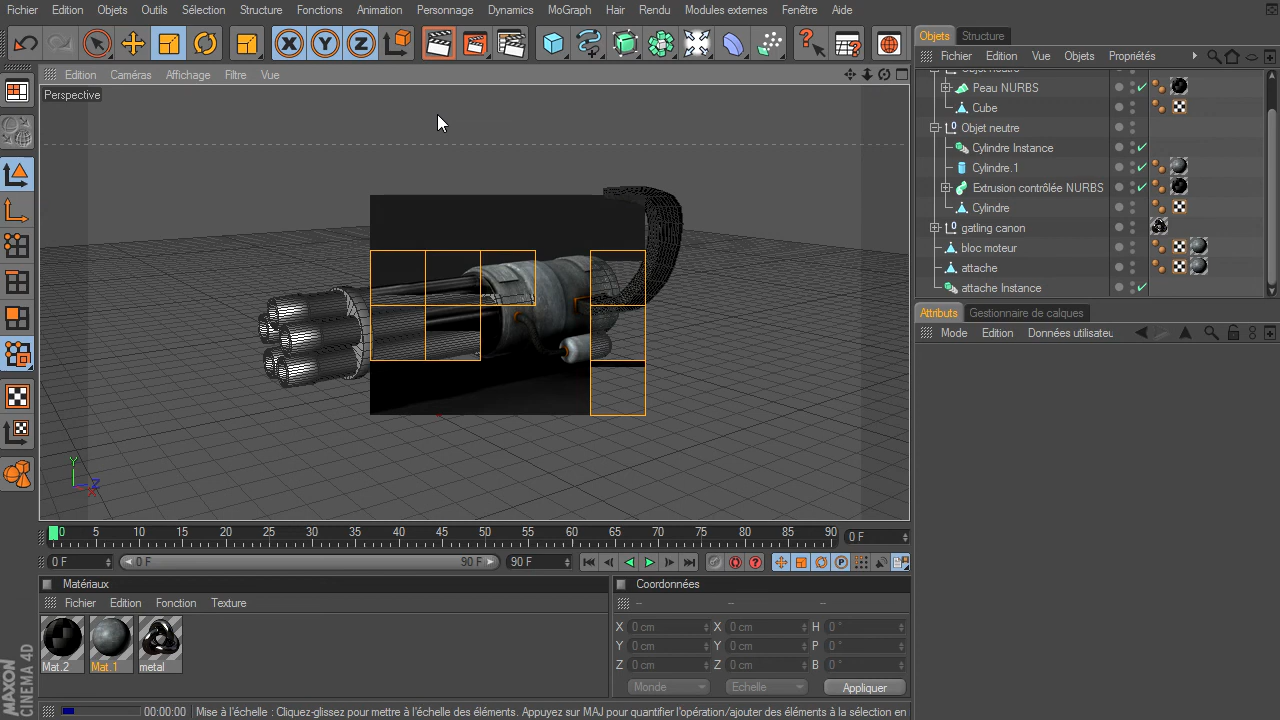 Fichier Edition Objets Outils Sélection Structure Fonctions Animation Personnage Dynamics MoGraph Hair Rendu Modules externes Fenêtre Aide
Objets Structure
Fichier Edition Vue Objets Propriétés
Edition Caméras Affichage Filtre Vue
Perspective
Peau NURBS
Cube
Objet neutre
Cylindre Instance
Cylindre.1
Extrusion contrôlée NURBS
Cylindre
gatling canon
bloc moteur
attache
attache Instance
Attributs Gestionnaire de calques
Mode Edition Données utilisateu
Y
Z
X
0 5 10 15 20 25 30 35 40 45 50 55 60 65 70 75 80 85 90 0 F
0 F 0 F 90 F 90 F
Matériaux
Fichier Edition Fonction Texture
Mat.2 Mat.1 metal
Coordonnées
-- -- --
X 0 cm X 0 cm H 0 °
Y 0 cm Y 0 cm P 0 °
Z 0 cm Z 0 cm B 0 °
Monde Echelle Appliquer
MAXON CINEMA 4D
00:00:00 Mise à l'échelle : Cliquez-glissez pour mettre à l'échelle des éléments. Appuyez sur MAJ pour quantifier l'opération/ajouter des éléments à la sélection en